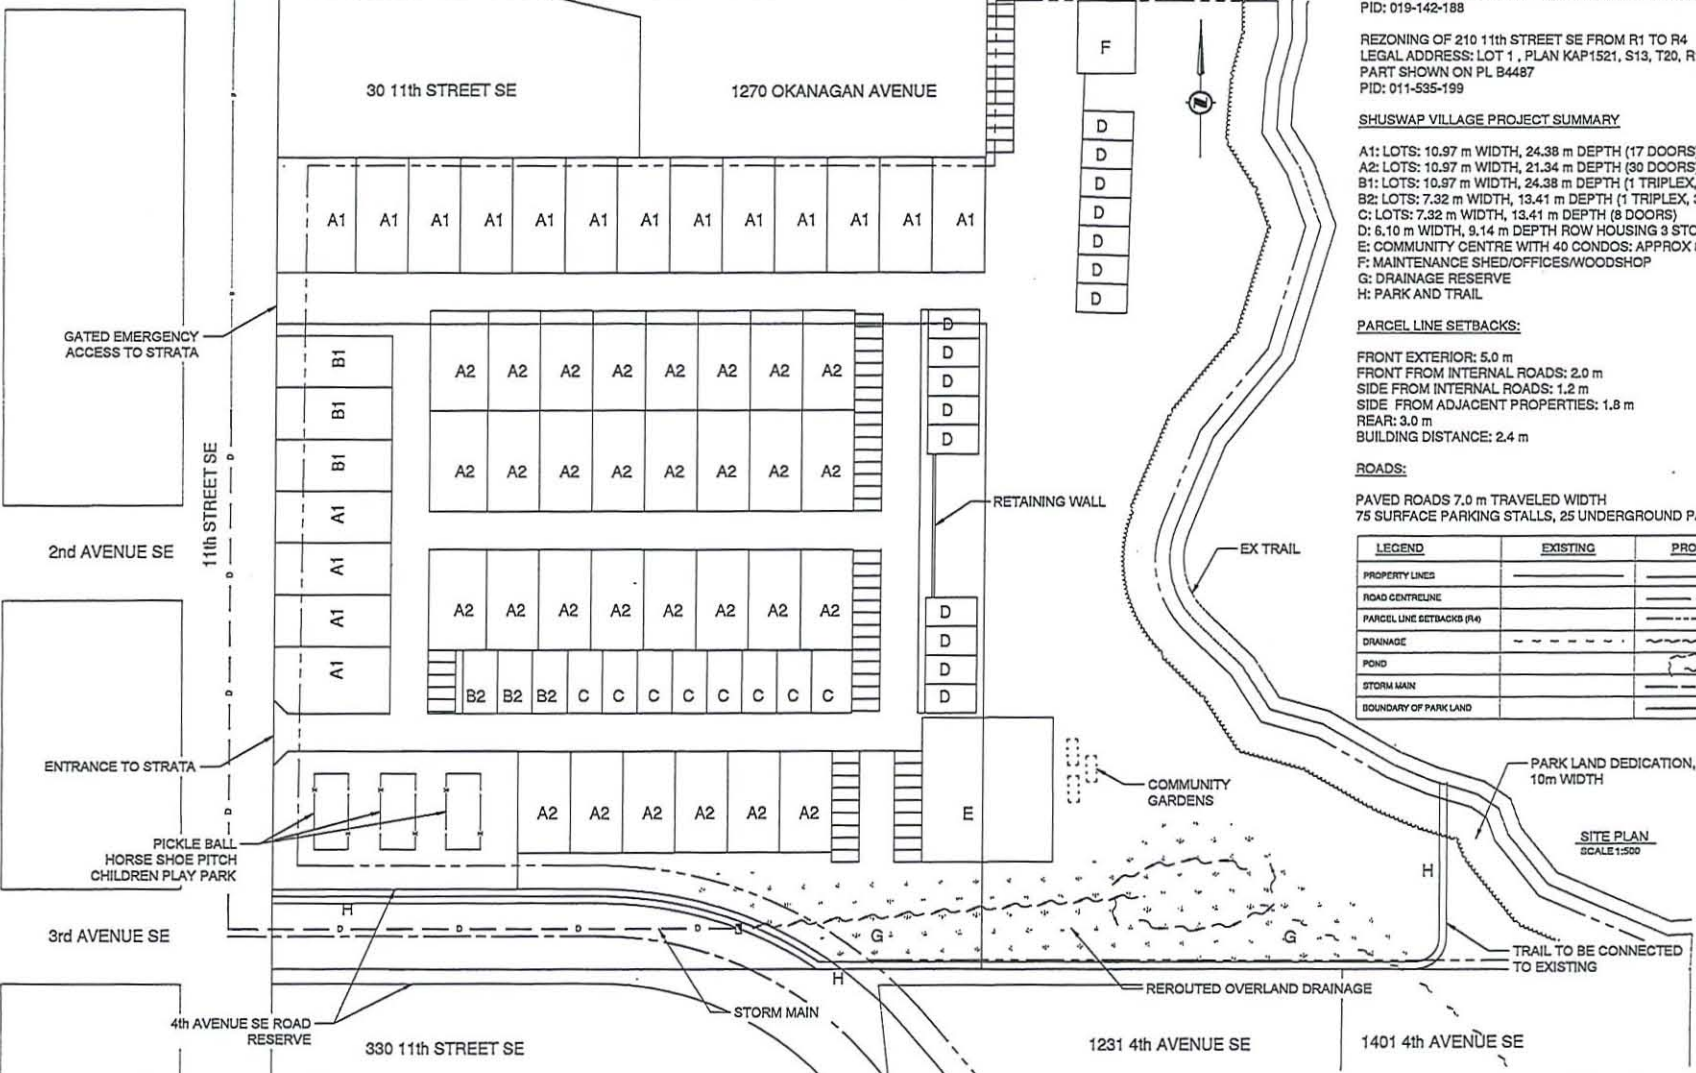 PID: 019-142-188
REZONING OF 210 11th STREET SE FROM R1 TO R4
LEGAL ADDRESS: LOT 1 , PLAN KAP1521, S13, T20, R
PART SHOWN ON PL B4487
PID: 011-535-199
SHUSWAP VILLAGE PROJECT SUMMARY
A1: LOTS: 10.97 m WIDTH, 24.38 m DEPTH (17 DOORS)
A2: LOTS: 10.97 m WIDTH, 21.34 m DEPTH (30 DOORS)
B1: LOTS: 10.97 m WIDTH, 24.38 m DEPTH (1 TRIPLEX,
B2: LOTS: 7.32 m WIDTH, 13.41 m DEPTH (1 TRIPLEX,
C: LOTS: 7.32 m WIDTH, 13.41 m DEPTH (8 DOORS)
D: 6.10 m WIDTH, 9.14 m DEPTH ROW HOUSING 3 STO
E: COMMUNITY CENTRE WITH 40 CONDOS: APPROX
F: MAINTENANCE SHED/OFFICES/WOODSHOP
G: DRAINAGE RESERVE
H: PARK AND TRAIL
PARCEL LINE SETBACKS:
FRONT EXTERIOR: 5.0 m
FRONT FROM INTERNAL ROADS: 2.0 m
SIDE FROM INTERNAL ROADS: 1.2 m
SIDE FROM ADJACENT PROPERTIES: 1.8 m
REAR: 3.0 m
BUILDING DISTANCE: 2.4 m
ROADS:
PAVED ROADS 7.0 m TRAVELED WIDTH
75 SURFACE PARKING STALLS, 25 UNDERGROUND PA
LEGEND EXISTING PRO
PROPERTY LINES
ROAD CENTRELINE
PARCEL LINE SETBACKS (R4)
DRAINAGE
POND
STORM MAIN
BOUNDARY OF PARK LAND
30 11th STREET SE
1270 OKANAGAN AVENUE
F
Z
D
D
D
D
D
D
D
A1 A1 A1 A1 A1 A1 A1 A1 A1 A1 A1 A1 A1
GATED EMERGENCY
ACCESS TO STRATA
B1
B1
B1
A1
A1
A1
A1
A2 A2 A2 A2 A2 A2 A2 A2
A2 A2 A2 A2 A2 A2 A2 A2
D
D
D
D
D
11th STREET SE
2nd AVENUE SE
RETAINING WALL
EX TRAIL
A2 A2 A2 A2 A2 A2 A2 A2
B2 B2 B2 C C C C C C C C
D
D
D
D
ENTRANCE TO STRATA
A2 A2 A2 A2 A2 A2
E
COMMUNITY
GARDENS
PARK LAND DEDICATION,
10m WIDTH
SITE PLAN
SCALE 1:500
PICKLE BALL
HORSE SHOE PITCH
CHILDREN PLAY PARK
H
H
H
G
G
D D D D
D
D
D
D
3rd AVENUE SE
TRAIL TO BE CONNECTED
TO EXISTING
REROUTED OVERLAND DRAINAGE
STORM MAIN
4th AVENUE SE ROAD
RESERVE
330 11th STREET SE
1231 4th AVENUE SE
1401 4th AVENUE SE